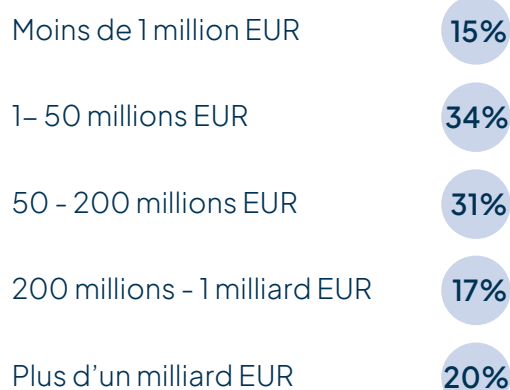 Moins de 1 million EUR 15%
1– 50 millions EUR 34%
50 - 200 millions EUR 31%
200 millions - 1 milliard EUR 17%
Plus d’un milliard EUR 20%